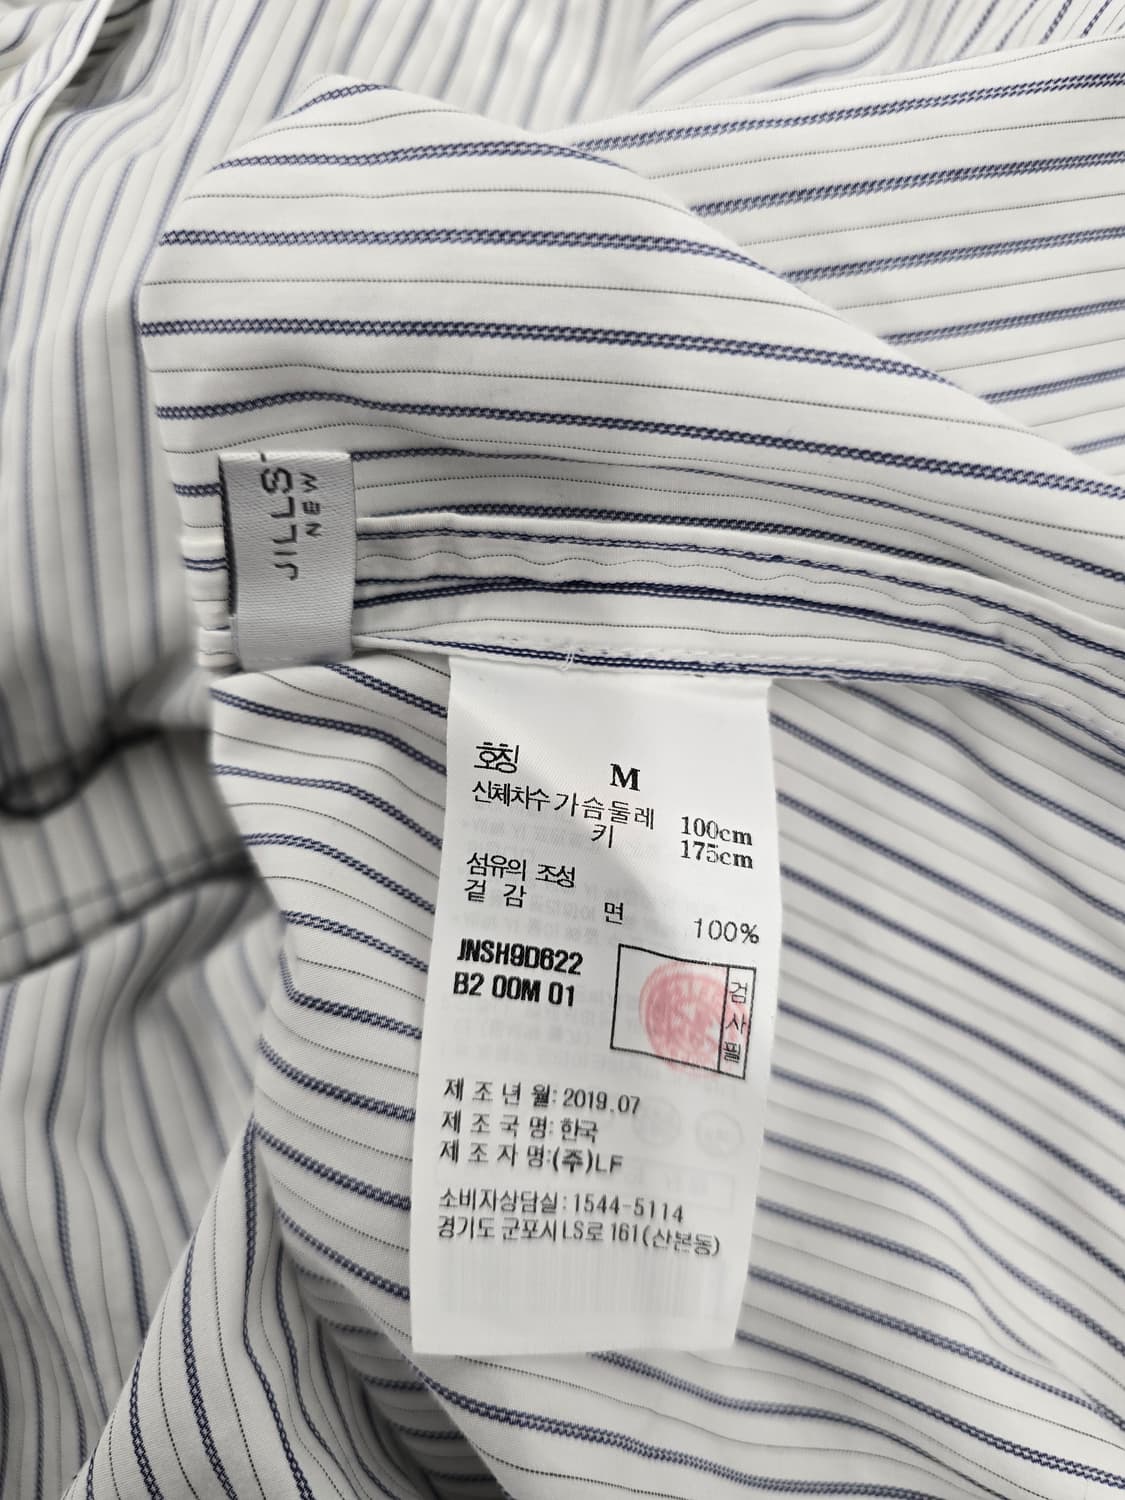 JILLS
NEW
호칭 M
신체치수 가슴둘레 100cm
키 175cm
섬유의 조성
겉감 면 100%
JNSH9D622
B2 00M 01
검사필
제조년월: 2019.07
제조국명: 한국
제조자명:(주)LF
소비자상담실: 1544-5114
경기도 군포시 LS로 161(산본동)